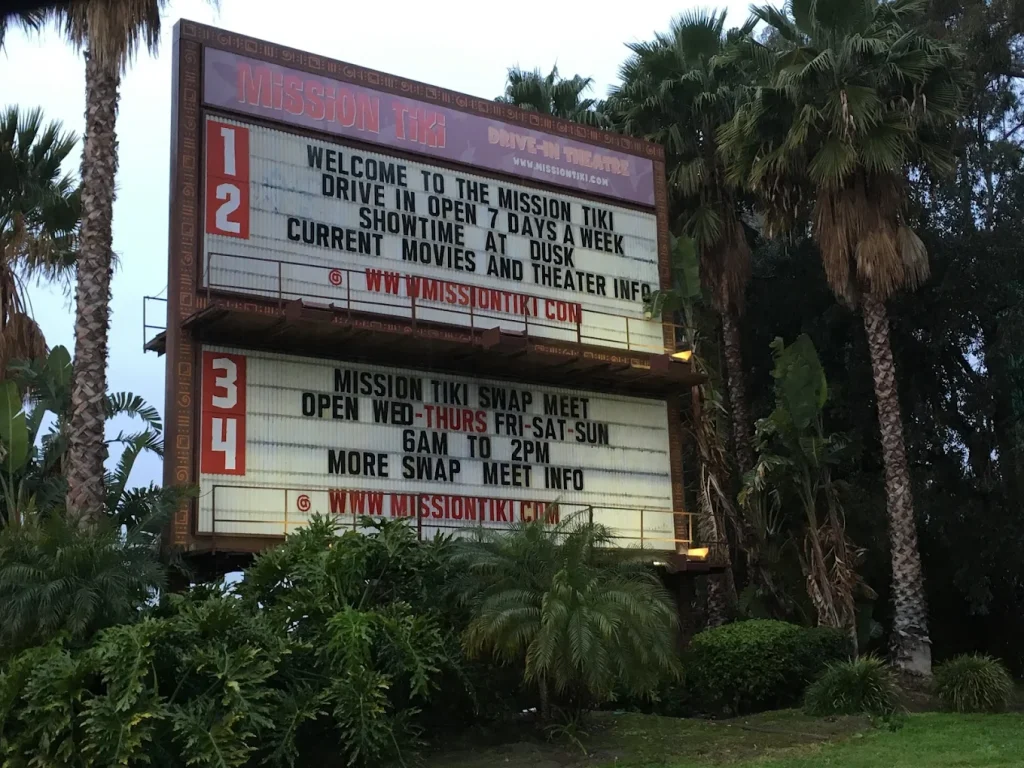 MiSSiON TiKi DRIVE-IN THEATRE
WWW.MISSIONTIKI.COM
1
2
WELCOME TO THE MISSION TIKI
DRIVE IN OPEN 7 DAYS A WEEK
SHOWTIME AT DUSK
CURRENT MOVIES AND THEATER INFO
@ WWWMISSIONTIKI COM
3
4
MISSION TIKI SWAP MEET
OPEN WED-THURS FRI-SAT-SUN
6AM TO 2PM
MORE SWAP MEET INFO
@ WWW MISSIONTIKI.COM